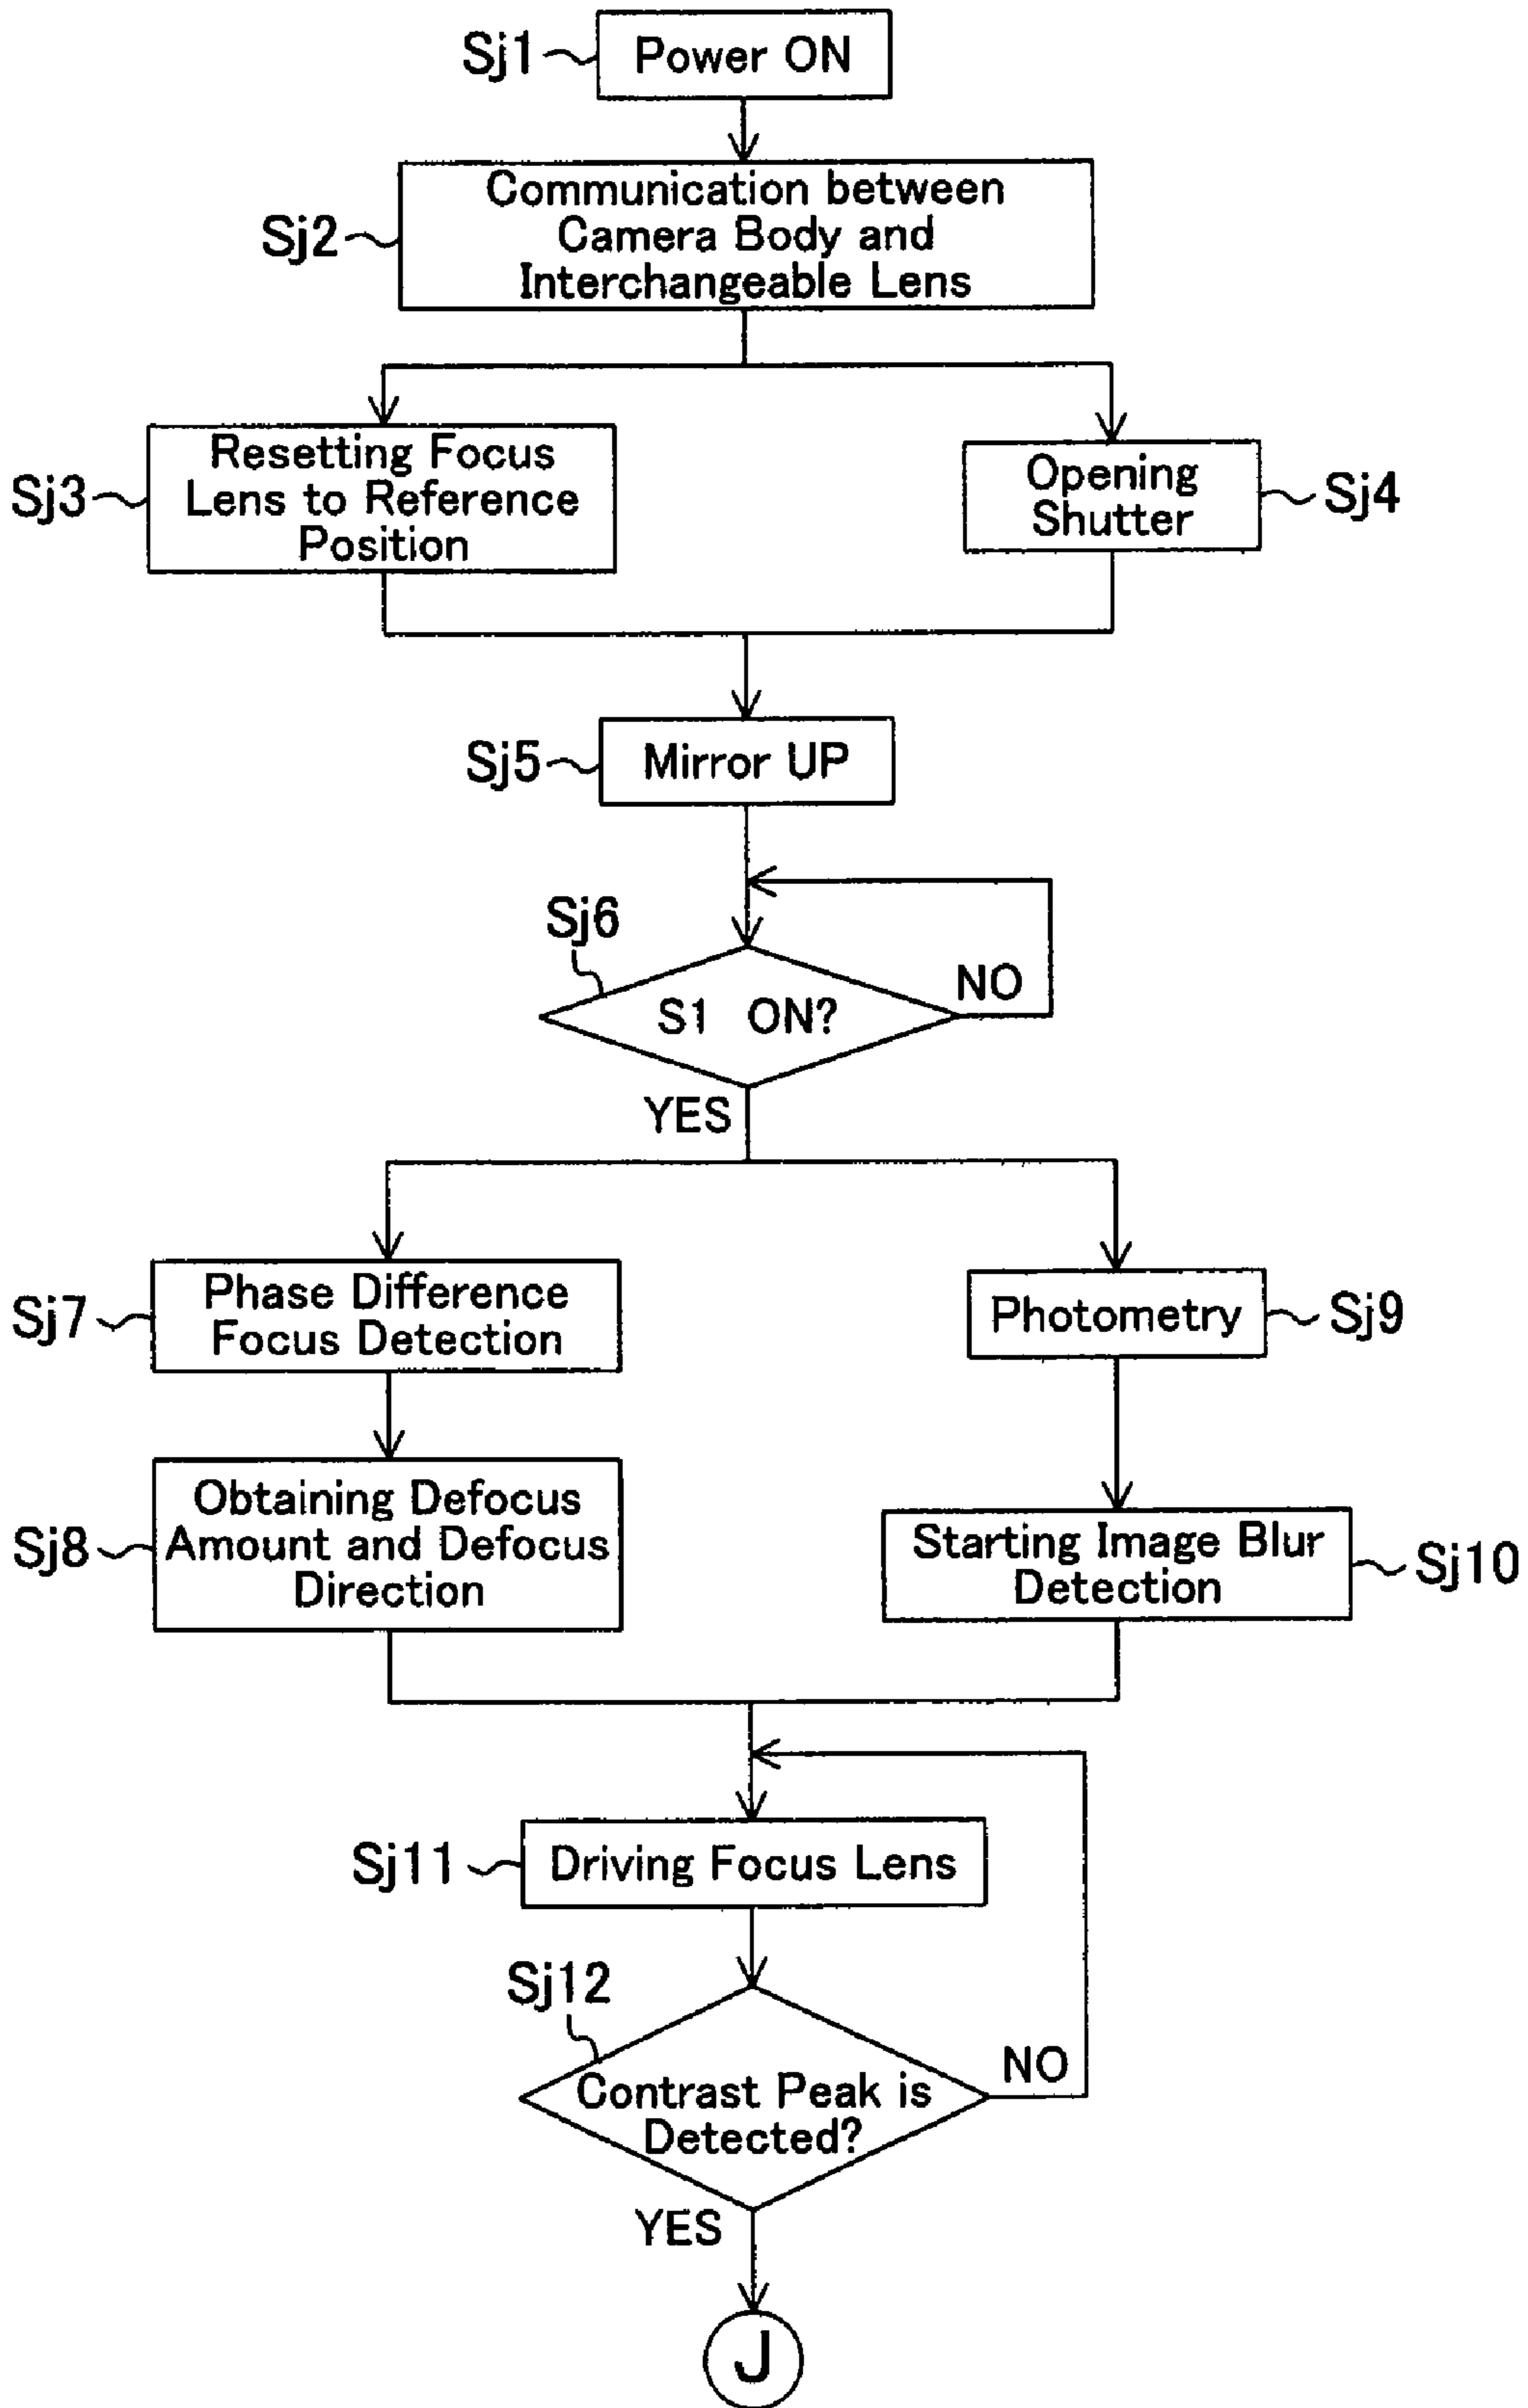 Sj1
Power ON
Sj2
Communication between
Camera Body and
Interchangeable Lens
Sj3
Resetting Focus
Lens to Reference
Position
Opening
Shutter
Sj4
Sj5
Mirror UP
Sj6
S1 ON?
NO
YES
Sj7
Phase Difference
Focus Detection
Photometry
Sj9
Sj8
Obtaining Defocus
Amount and Defocus
Direction
Starting Image Blur
Detection
Sj10
Sj11
Driving Focus Lens
Sj12
Contrast Peak is
Detected?
NO
YES
J